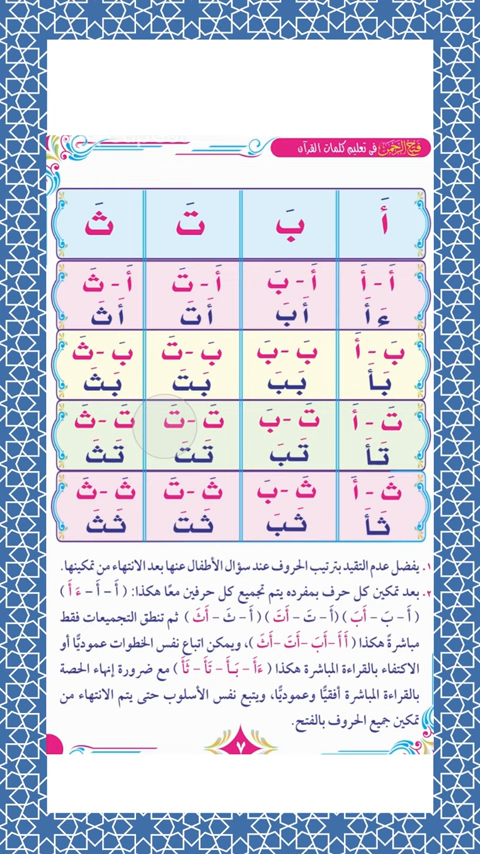 فتح الرحمن في تعليم كلمات القرآن
أَ بَ تَ ثَ
أَ - أَ أَ - بَ أَ - تَ أَ - ثَ
ءَأَ أَبَ أَتَ أَثَ
بَ - أَ بَ - بَ بَ - تَ بَ - ثَ
بَأَ بَبَ بَتَ بَثَ
تَ - أَ تَ - بَ تَ - تَ تَ - ثَ
تَأَ تَبَ تَتَ تَثَ
ثَ - أَ ثَ - بَ ثَ - تَ ثَ - ثَ
ثَأَ ثَبَ ثَتَ ثَثَ
١. يفضل عدم التقيد بترتيب الحروف عند سؤال الأطفال عنها بعد الانتهاء من تمكينها.
٢. بعد تمكين كل حرف بمفرده يتم تجميع كل حرفين معًا هكذا: ( أَ – أَ – ءَ أَ )
( أَ – بَ – أَبَ ) ( أَ – تَ – أَتَ ) ( أَ – ثَ – أَثَ ) ثم تنطق التجميعات فقط
مباشرةً هكذا ( أَ أَ – أَبَ – أَتَ – أَثَ )، ويمكن اتباع نفس الخطوات عموديًّا أو
الاكتفاء بالقراءة المباشرة هكذا ( ءَأَ – بَـأَ – تَأَ – ثَأَ ) مع ضرورة إنهاء الحصة
بالقراءة المباشرة أفقيًّا وعموديًّا، ويتبع نفس الأسلوب حتى يتم الانتهاء من
تمكين جميع الحروف بالفتح.
٧